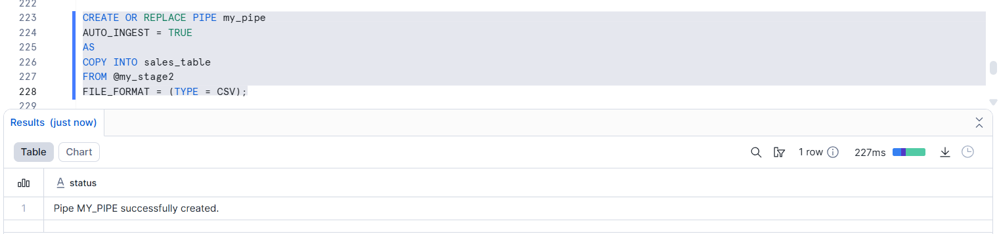 222
223 CREATE OR REPLACE PIPE my_pipe
224 AUTO_INGEST = TRUE
225 AS
226 COPY INTO sales_table
227 FROM @my_stage2
228 FILE_FORMAT = (TYPE = CSV);
229
Results (just now)
Table Chart 1 row 227ms
A status
1 Pipe MY_PIPE successfully created.